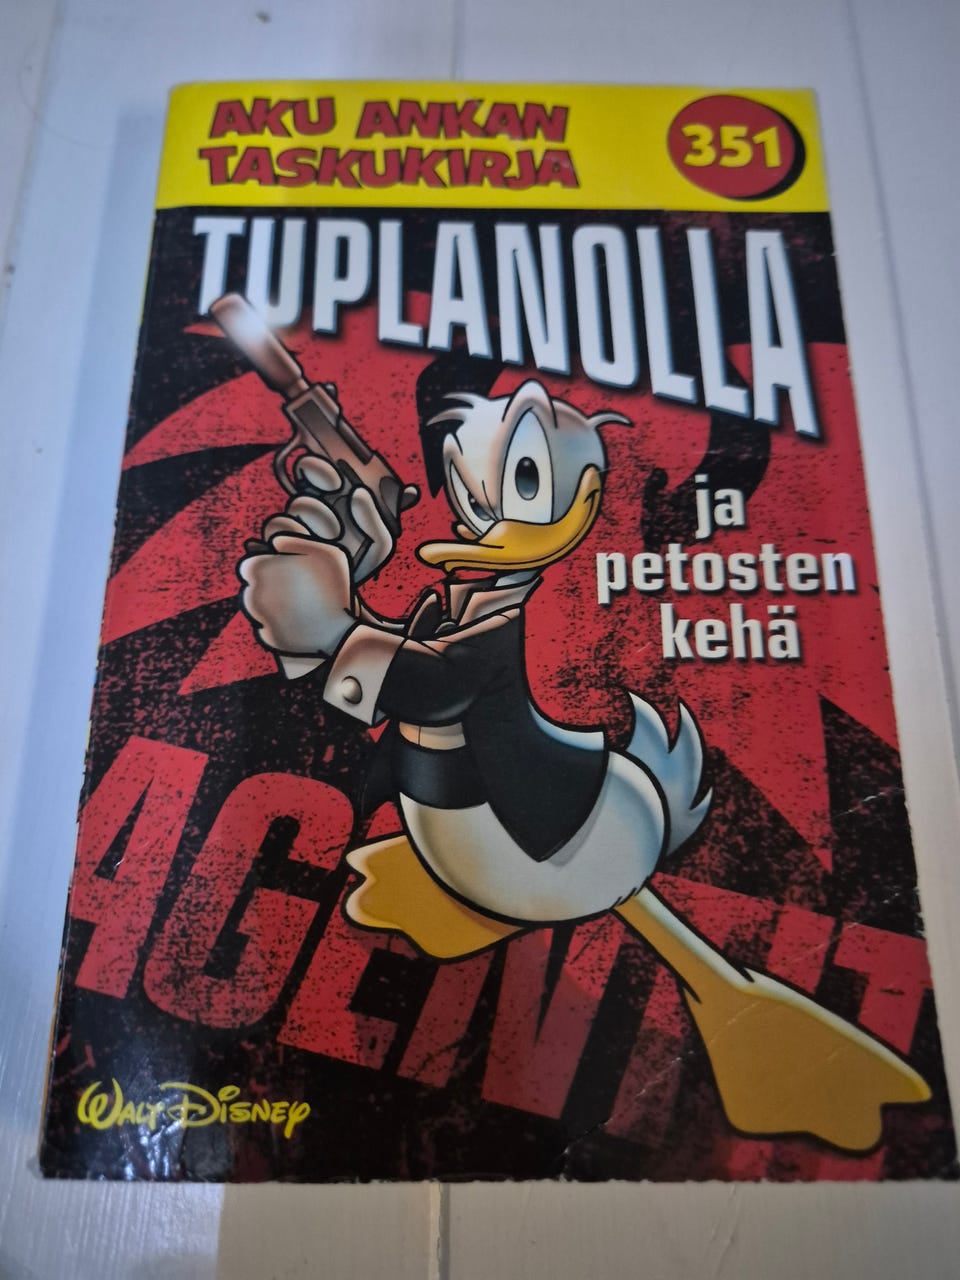 AKU ANKAN
TASKUKIRJA
351
TUPLANOLLA
ja
petosten
kehä
AGENTIT
WALT DISNEY